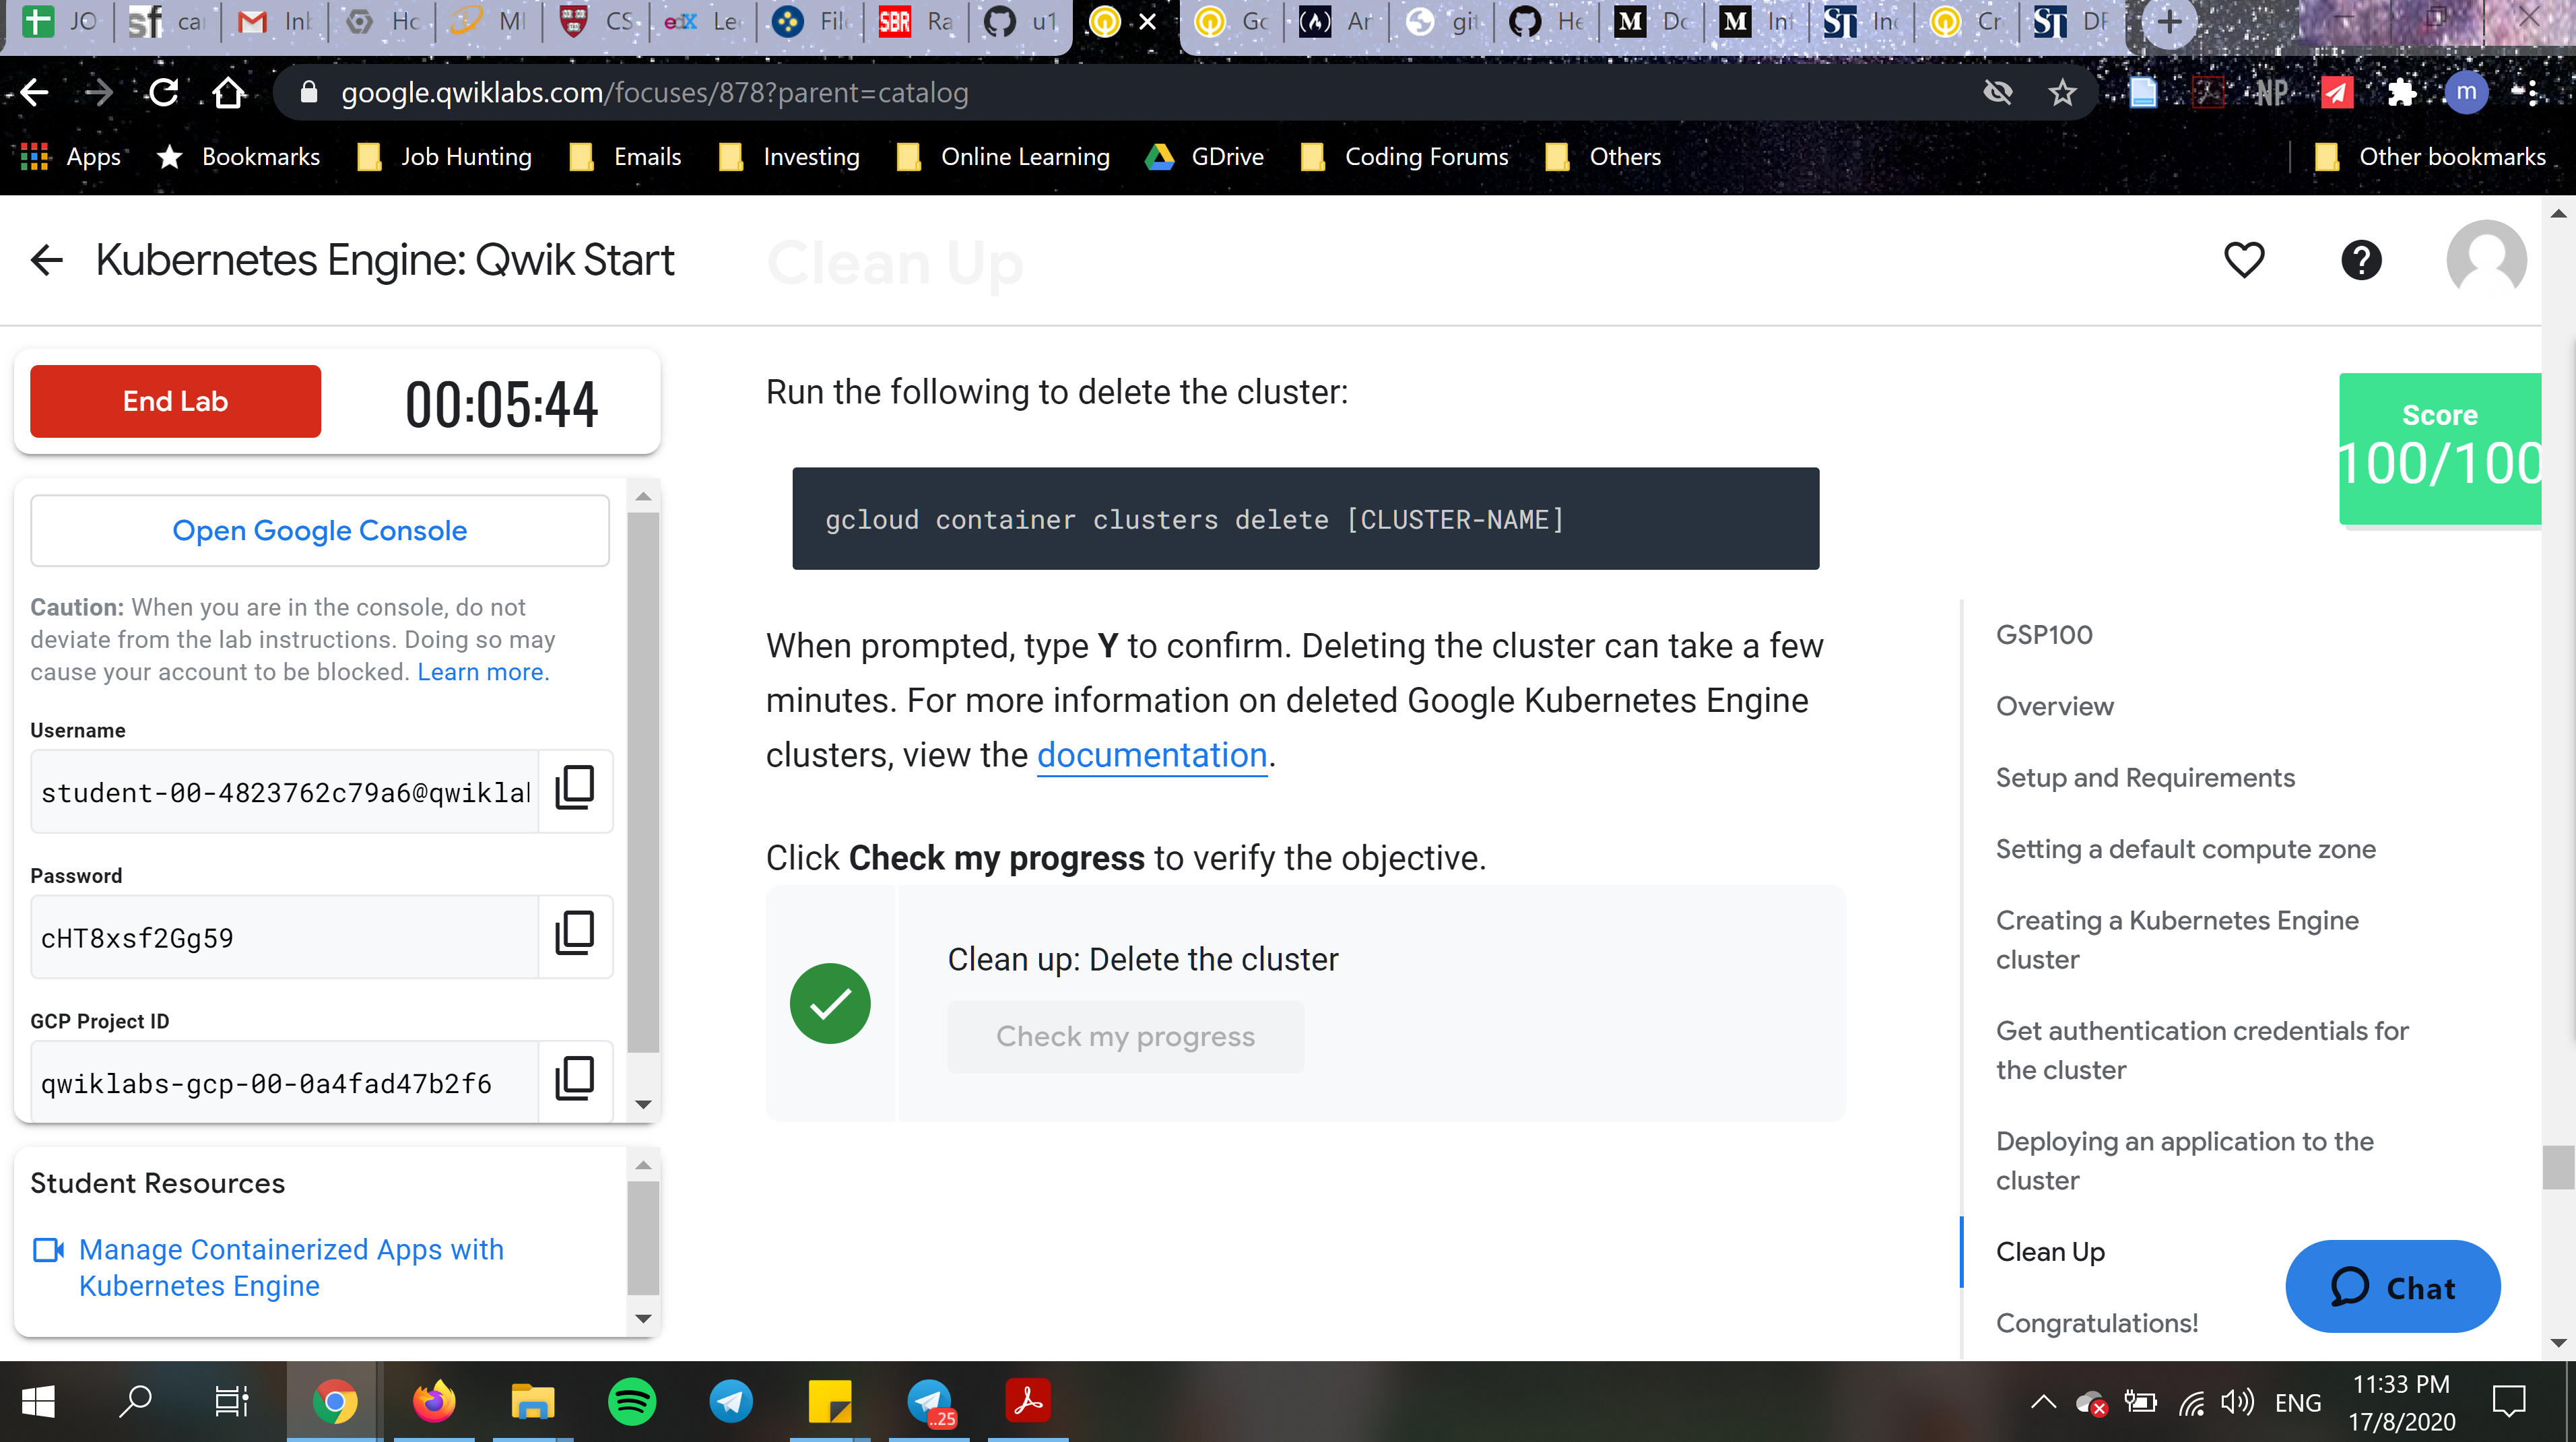 JO
sf
ca
Inb
Ho
MI
CS
edX
Le
File
SBR
Ra
u1
Go
Ar
git
He
M
Do
M
Int
ST
Inc
Cr
ST
DF
google.qwiklabs.com/focuses/878?parent=catalog
NP
m
Apps
Bookmarks
Job Hunting
Emails
Investing
Online Learning
GDrive
Coding Forums
Others
Other bookmarks
Kubernetes Engine: Qwik Start
Clean Up
End Lab
00:05:44
Open Google Console
Caution: When you are in the console, do not
deviate from the lab instructions. Doing so may
cause your account to be blocked. Learn more.
Username
student-00-4823762c79a6@qwiklal
Password
cHT8xsf2Gg59
GCP Project ID
qwiklabs-gcp-00-0a4fad47b2f6
Student Resources
Manage Containerized Apps with
Kubernetes Engine
Run the following to delete the cluster:
gcloud container clusters delete [CLUSTER-NAME]
When prompted, type Y to confirm. Deleting the cluster can take a few
minutes. For more information on deleted Google Kubernetes Engine
clusters, view the documentation.
Click Check my progress to verify the objective.
Clean up: Delete the cluster
Check my progress
Score
100/100
GSP100
Overview
Setup and Requirements
Setting a default compute zone
Creating a Kubernetes Engine
cluster
Get authentication credentials for
the cluster
Deploying an application to the
cluster
Clean Up
Congratulations!
Chat
..25
ENG
11:33 PM
17/8/2020